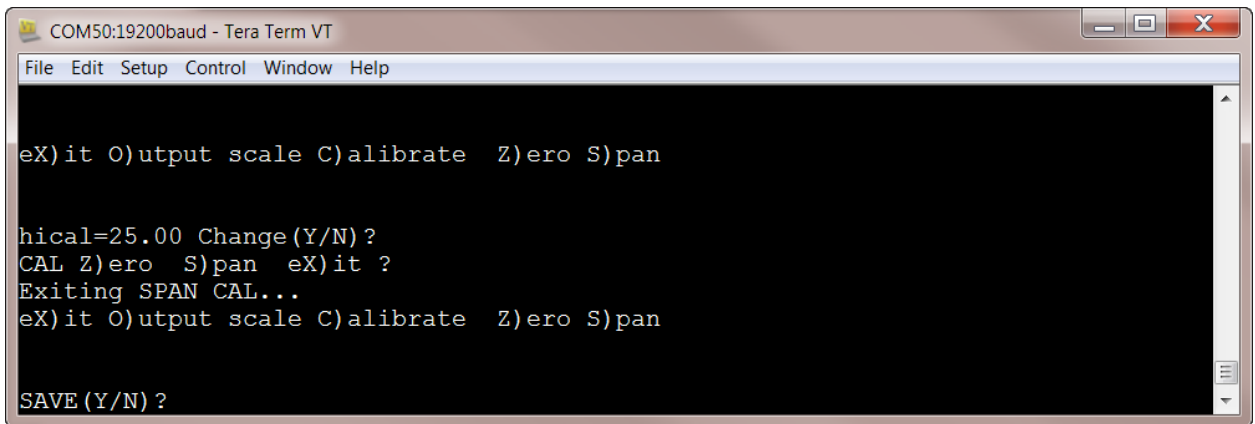 COM50:19200baud - Tera Term VT
File Edit Setup Control Window Help
eX)it O)utput scale C)alibrate  Z)ero S)pan
hical=25.00 Change(Y/N)?
CAL Z)ero  S)pan  eX)it ?
Exiting SPAN CAL...
eX)it O)utput scale C)alibrate  Z)ero S)pan
SAVE(Y/N)?